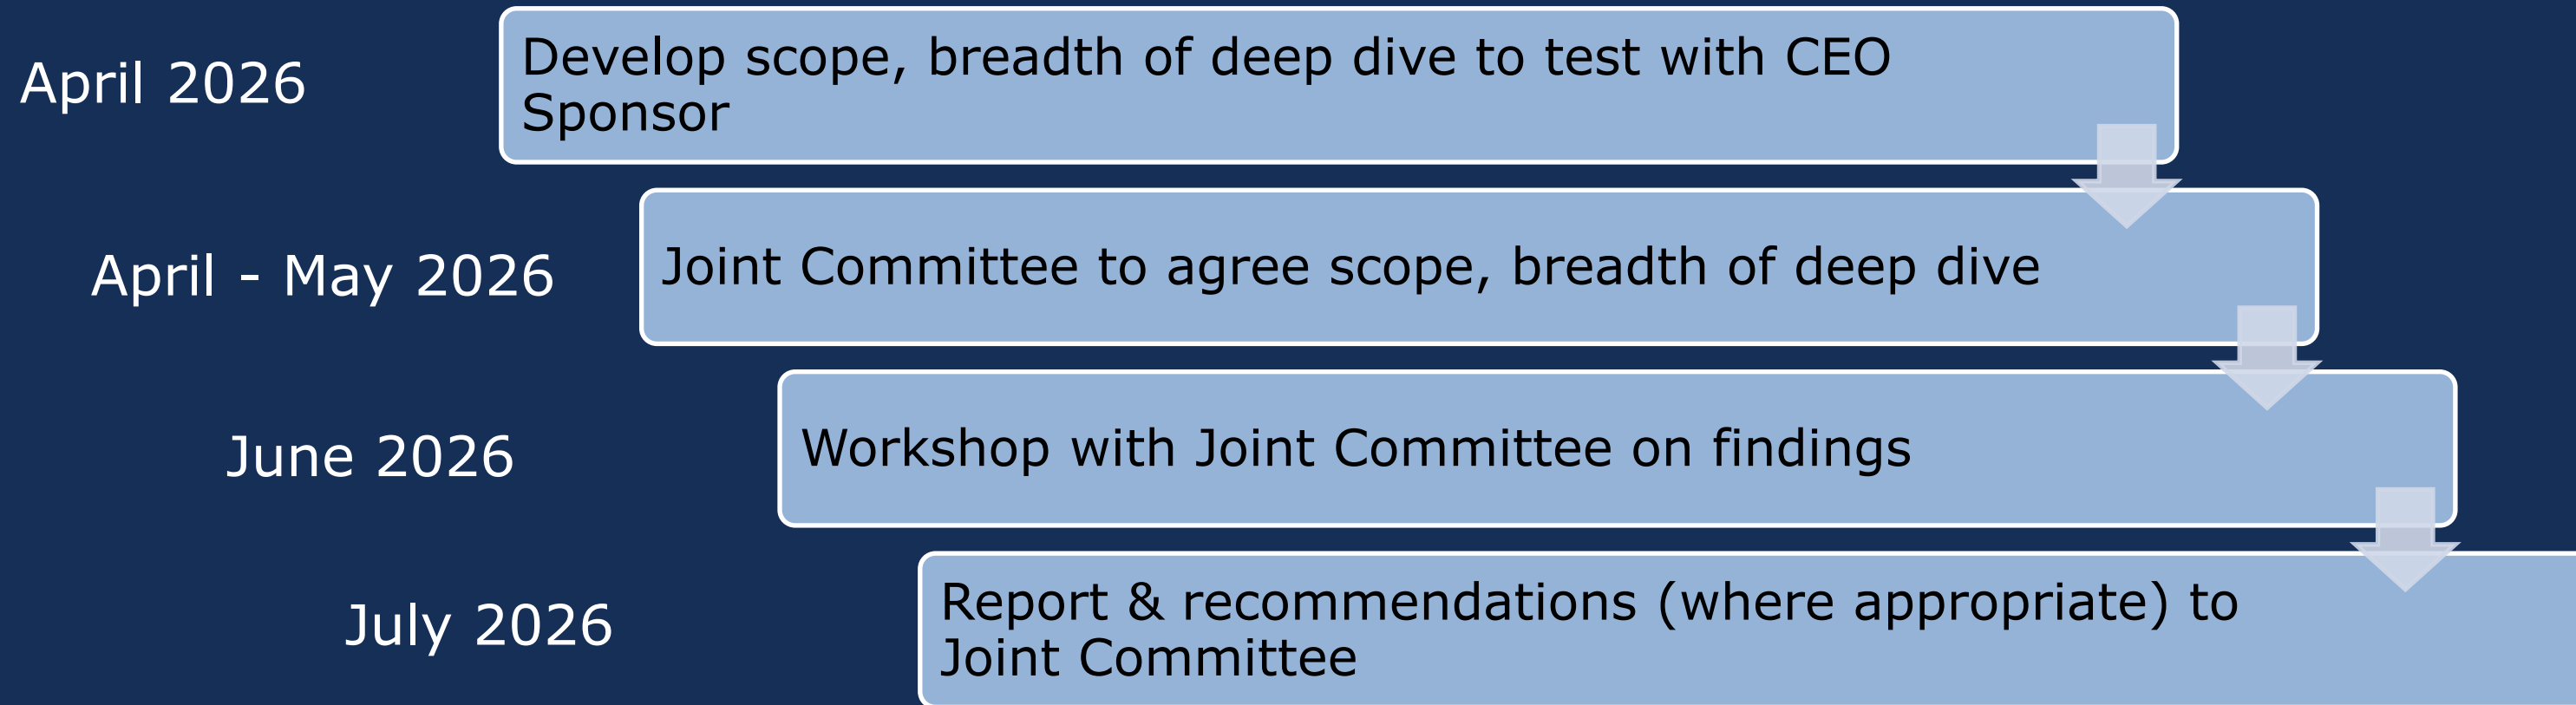 April 2026
Develop scope, breadth of deep dive to test with CEO
Sponsor
April - May 2026
Joint Committee to agree scope, breadth of deep dive
June 2026
Workshop with Joint Committee on findings
July 2026
Report & recommendations (where appropriate) to
Joint Committee